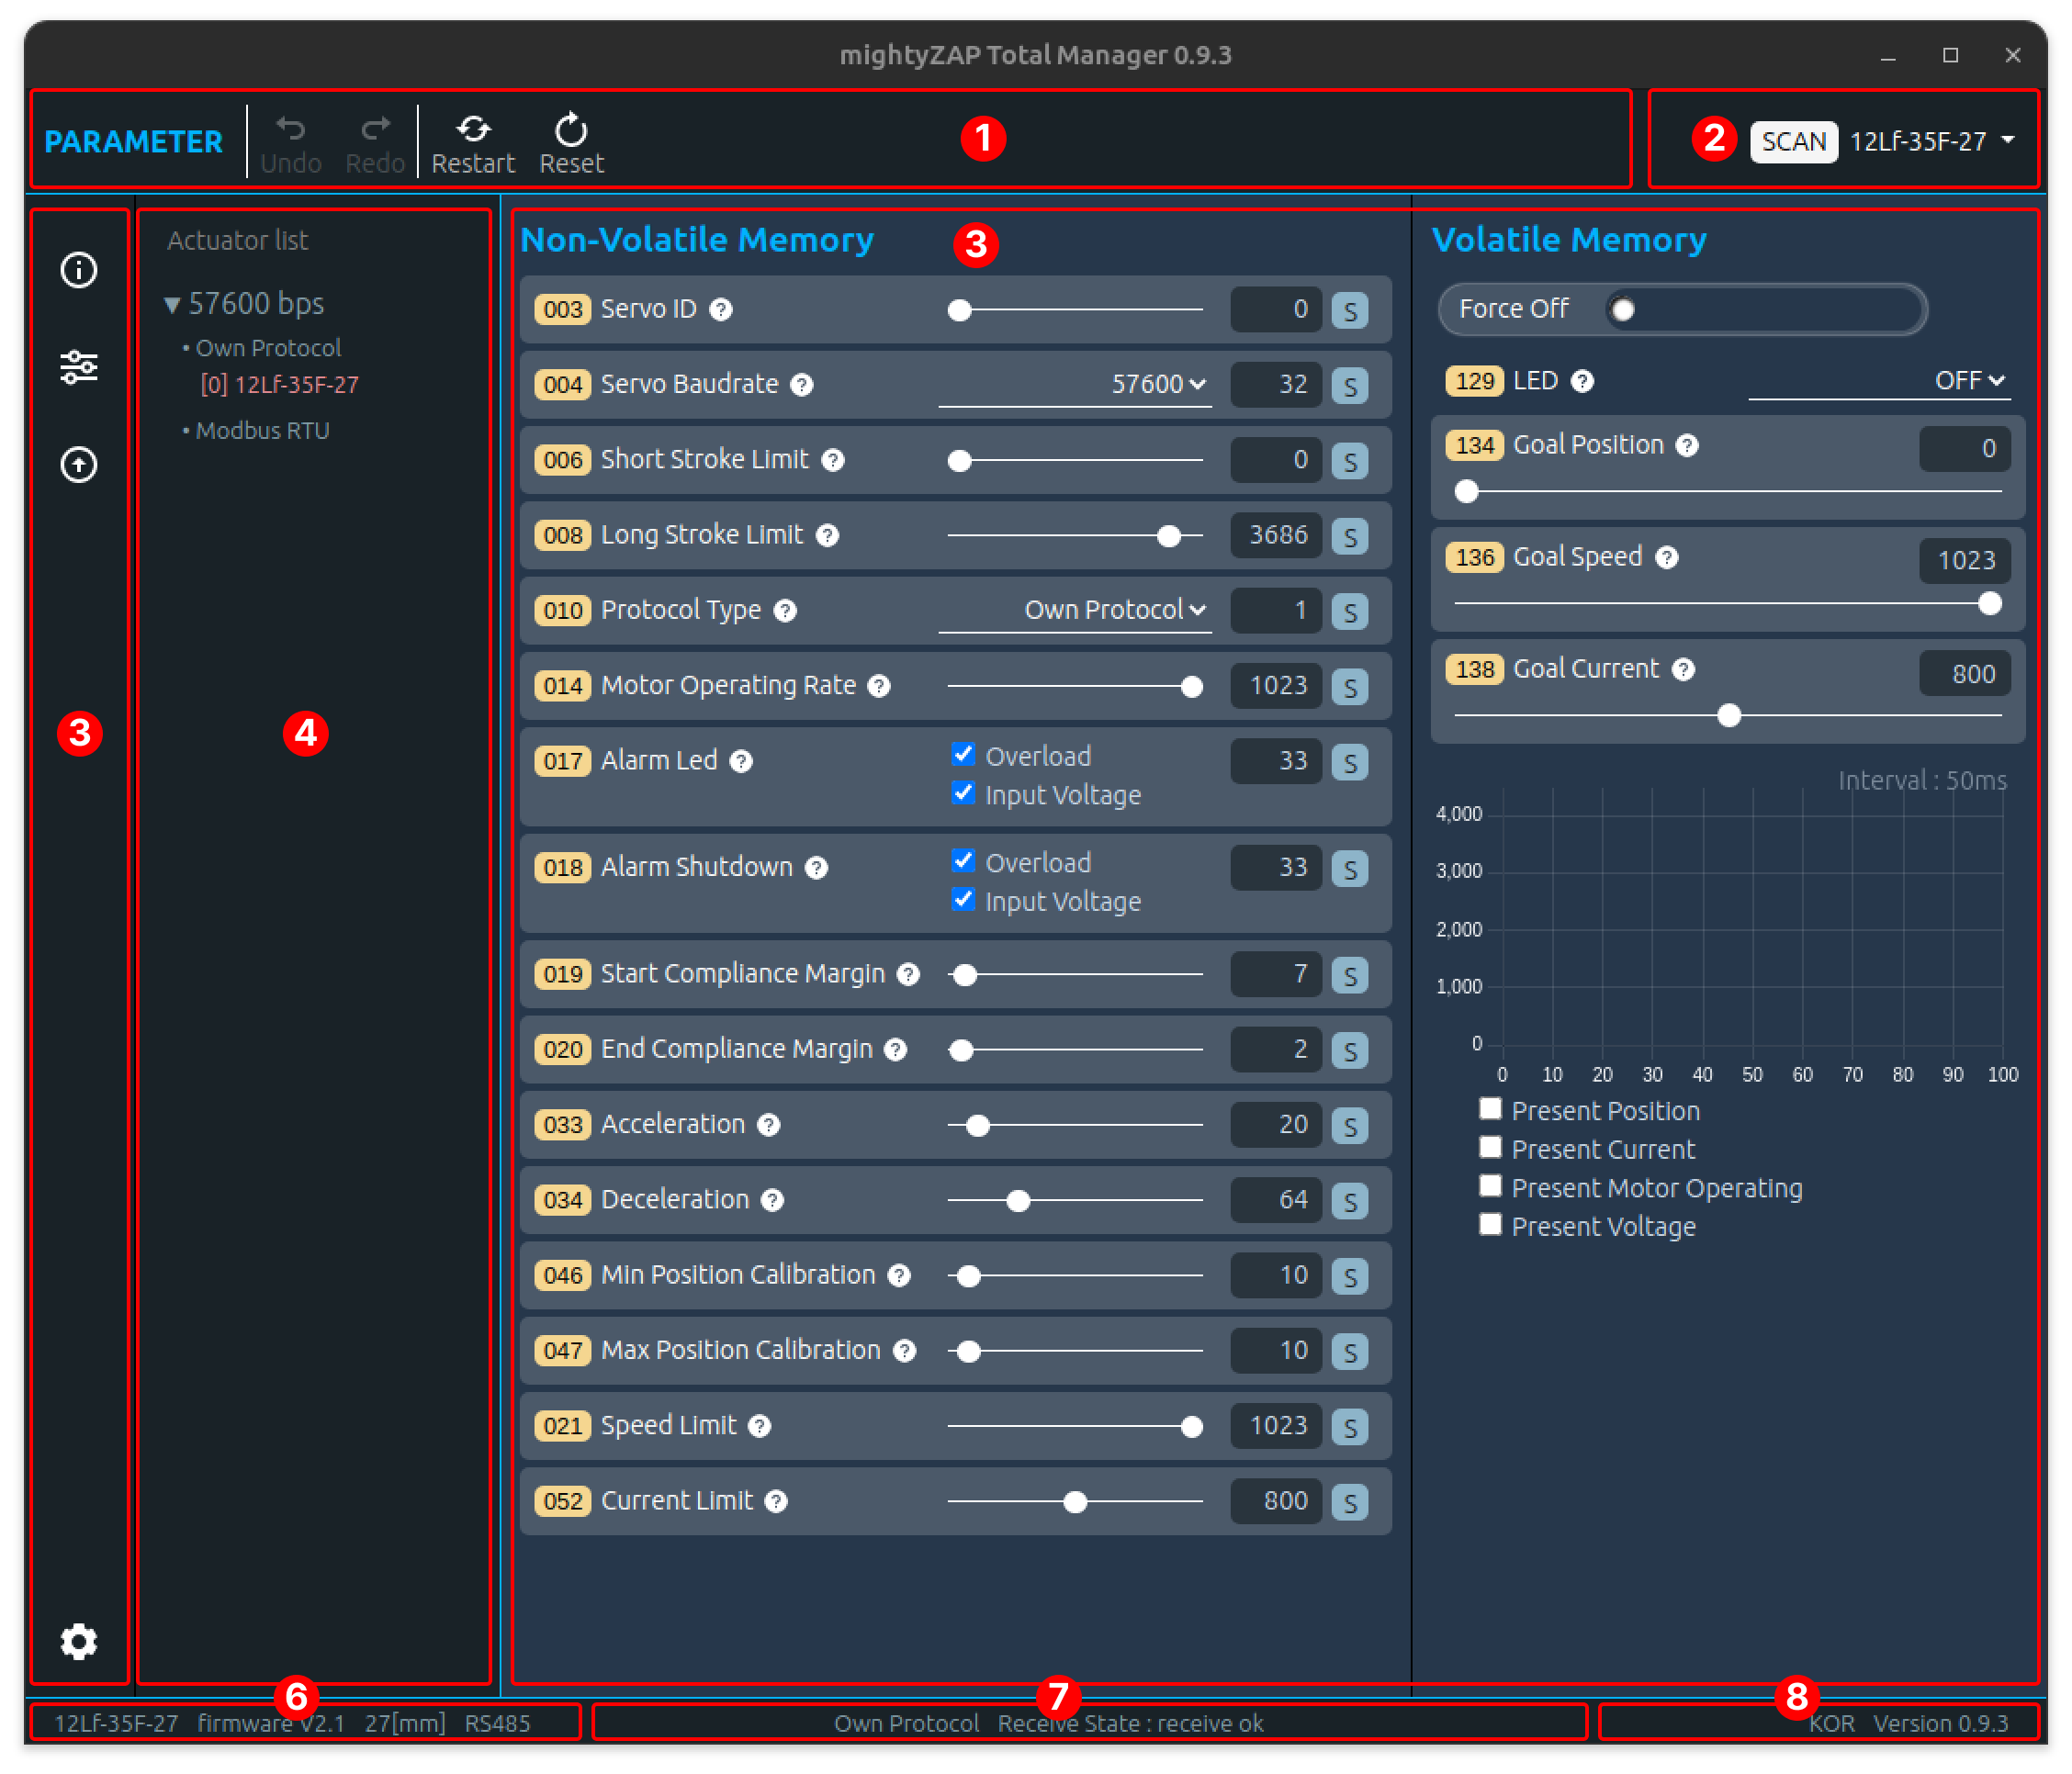 mightyZAP Total Manager 0.9.3
PARAMETER
Undo
Redo
Restart
Reset
1
2
SCAN
12Lf-35F-27
3
Actuator list
▼ 57600 bps
• Own Protocol
[0] 12Lf-35F-27
• Modbus RTU
4
Non-Volatile Memory
3
003 Servo ID ? 0 S
004 Servo Baudrate ? 57600 32 S
006 Short Stroke Limit ? 0 S
008 Long Stroke Limit ? 3686 S
010 Protocol Type ? Own Protocol 1 S
014 Motor Operating Rate ? 1023 S
017 Alarm Led ? Overload 33 S
Input Voltage
018 Alarm Shutdown ? Overload 33 S
Input Voltage
019 Start Compliance Margin ? 7 S
020 End Compliance Margin ? 2 S
033 Acceleration ? 20 S
034 Deceleration ? 64 S
046 Min Position Calibration ? 10 S
047 Max Position Calibration ? 10 S
021 Speed Limit ? 1023 S
052 Current Limit ? 800 S
Volatile Memory
Force Off
129 LED ? OFF
134 Goal Position ? 0
136 Goal Speed ? 1023
138 Goal Current ? 800
Interval : 50ms
4,000
3,000
2,000
1,000
0
0 10 20 30 40 50 60 70 80 90 100
Present Position
Present Current
Present Motor Operating
Present Voltage
6
12Lf-35F-27 firmware V2.1 27[mm] RS485
7
Own Protocol Receive State : receive ok
8
KOR Version 0.9.3